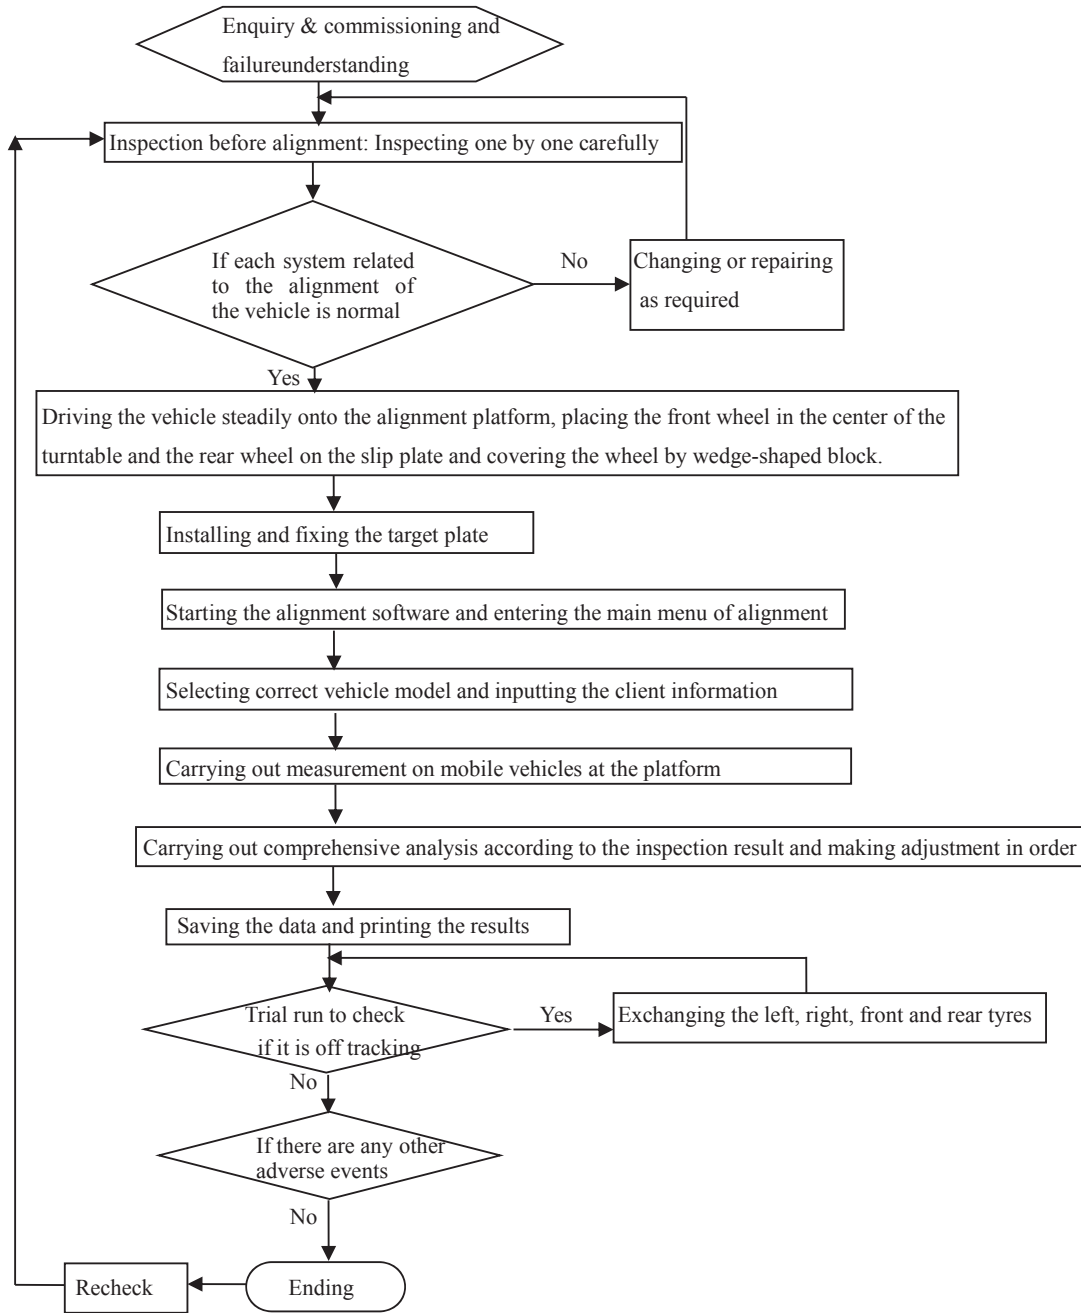 Enquiry & commissioning and
failureunderstanding
Inspection before alignment: Inspecting one by one carefully
If each system related
to the alignment of
the vehicle is normal
No
Changing or repairing
as required
Yes
Driving the vehicle steadily onto the alignment platform, placing the front wheel in the center of the
turntable and the rear wheel on the slip plate and covering the wheel by wedge-shaped block.
Installing and fixing the target plate
Starting the alignment software and entering the main menu of alignment
Selecting correct vehicle model and inputting the client information
Carrying out measurement on mobile vehicles at the platform
Carrying out comprehensive analysis according to the inspection result and making adjustment in order
Saving the data and printing the results
Trial run to check
if it is off tracking
Yes
Exchanging the left, right, front and rear tyres
No
If there are any other
adverse events
No
Recheck
Ending